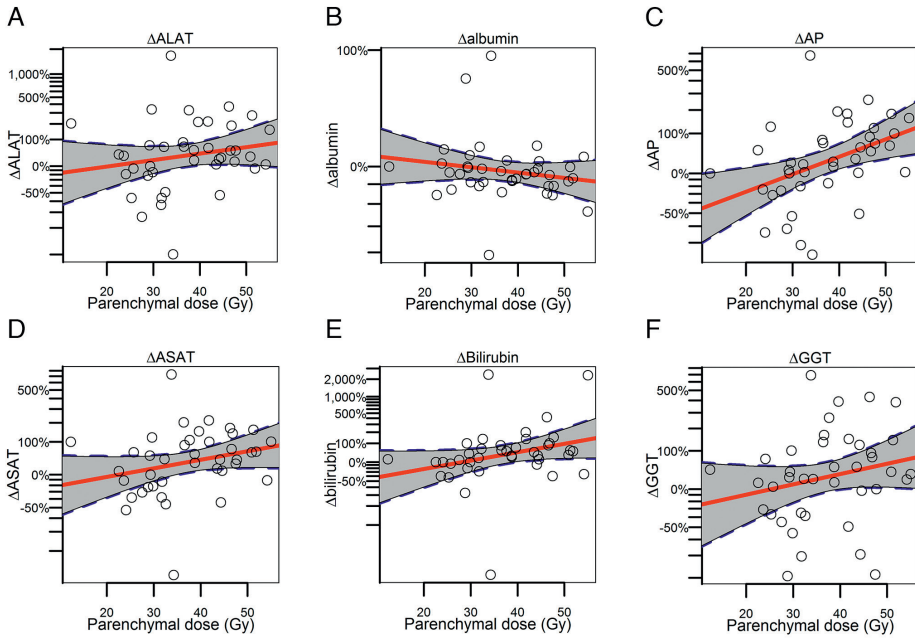 A
ΔALAT
1,000%
500%
100%
0%
-50%
ΔALAT
20 30 40 50
Parenchymal dose (Gy)
B
Δalbumin
100%
0%
Δalbumin
20 30 40 50
Parenchymal dose (Gy)
C
ΔAP
500%
100%
0%
-50%
ΔAP
20 30 40 50
Parenchymal dose (Gy)
D
ΔASAT
500%
100%
0%
-50%
ΔASAT
20 30 40 50
Parenchymal dose (Gy)
E
ΔBilirubin
2,000%
500%
100%
0%
-50%
Δbilirubin
20 30 40 50
Parenchymal dose (Gy)
F
ΔGGT
500%
100%
0%
-50%
ΔGGT
20 30 40 50
Parenchymal dose (Gy)